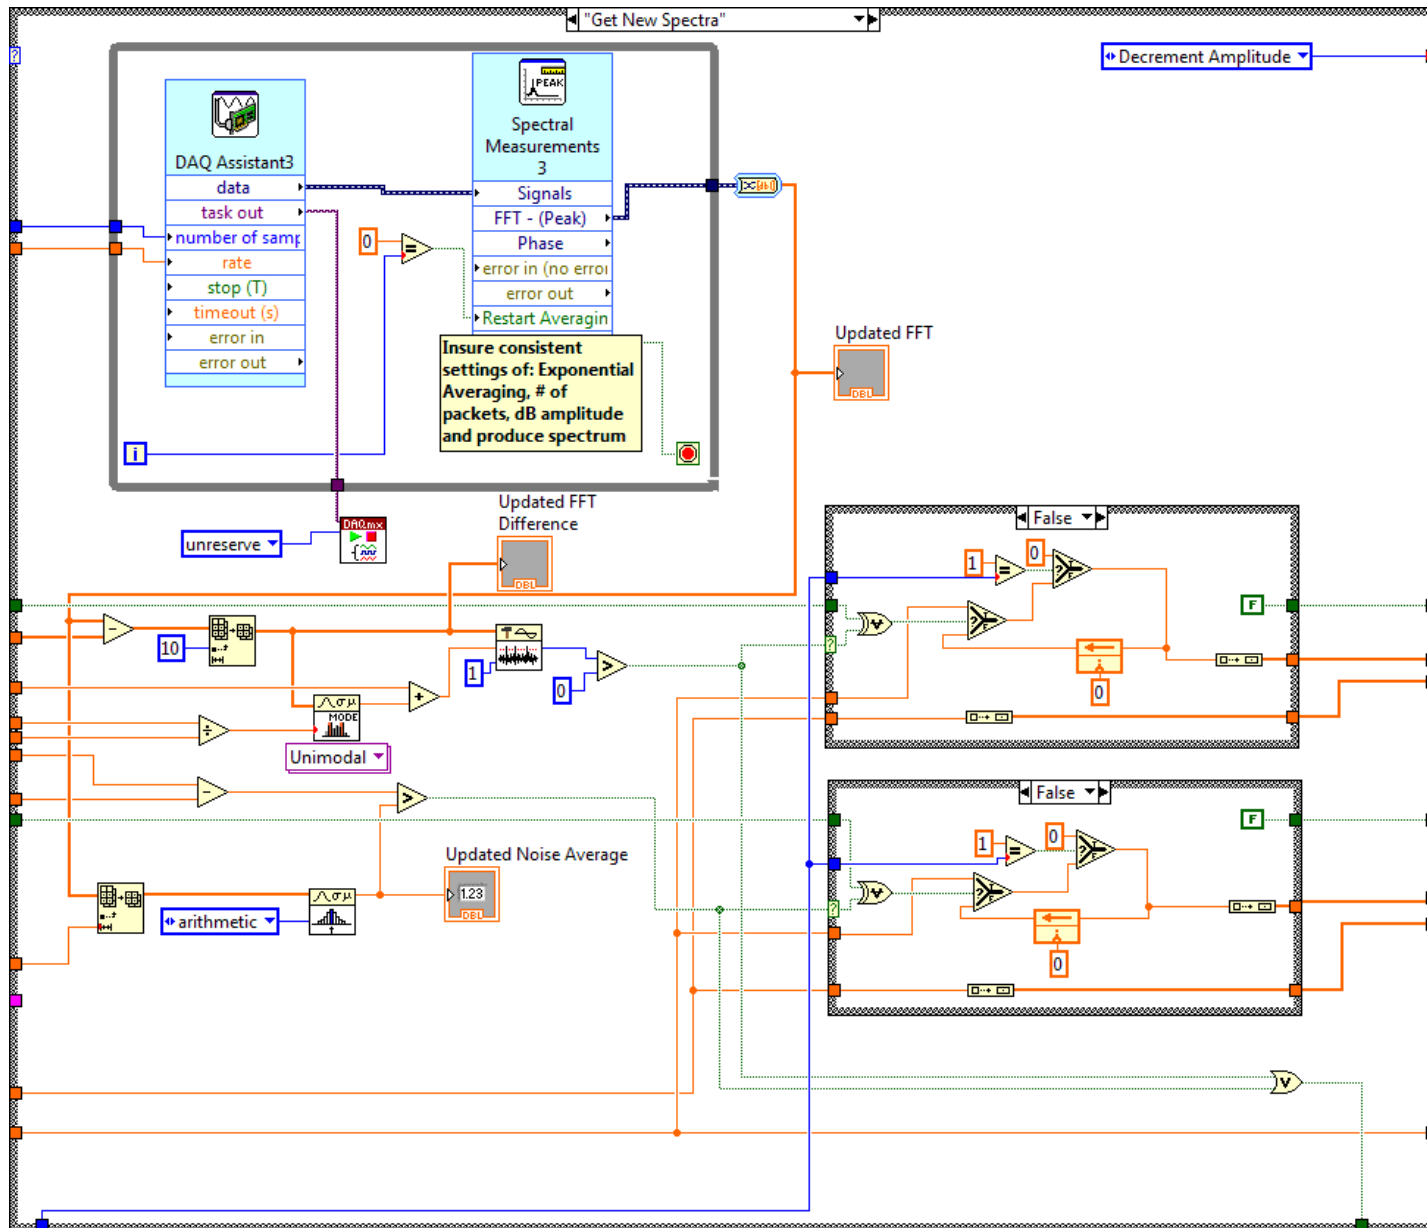 "Get New Spectra"
?
Decrement Amplitude
DAQ Assistant3
data
task out
number of samp
rate
stop (T)
timeout (s)
error in
error out
PEAK
Spectral
Measurements
3
Signals
FFT - (Peak)
Phase
error in (no error
error out
Restart Averagin
0
=
Insure consistent
settings of: Exponential
Averaging, # of
packets, dB amplitude
and produce spectrum
i
Updated FFT
DBL
unreserve
DAQmx
Updated FFT
Difference
DBL
10
1
0
>
+
÷
σμ
MODE
Unimodal
>
Updated Noise Average
1.23
DBL
arithmetic
σμ
False
1
=
0
?
T
F
?
T
F
V
?
0
F
False
1
=
0
?
T
F
?
T
F
V
?
0
F
V